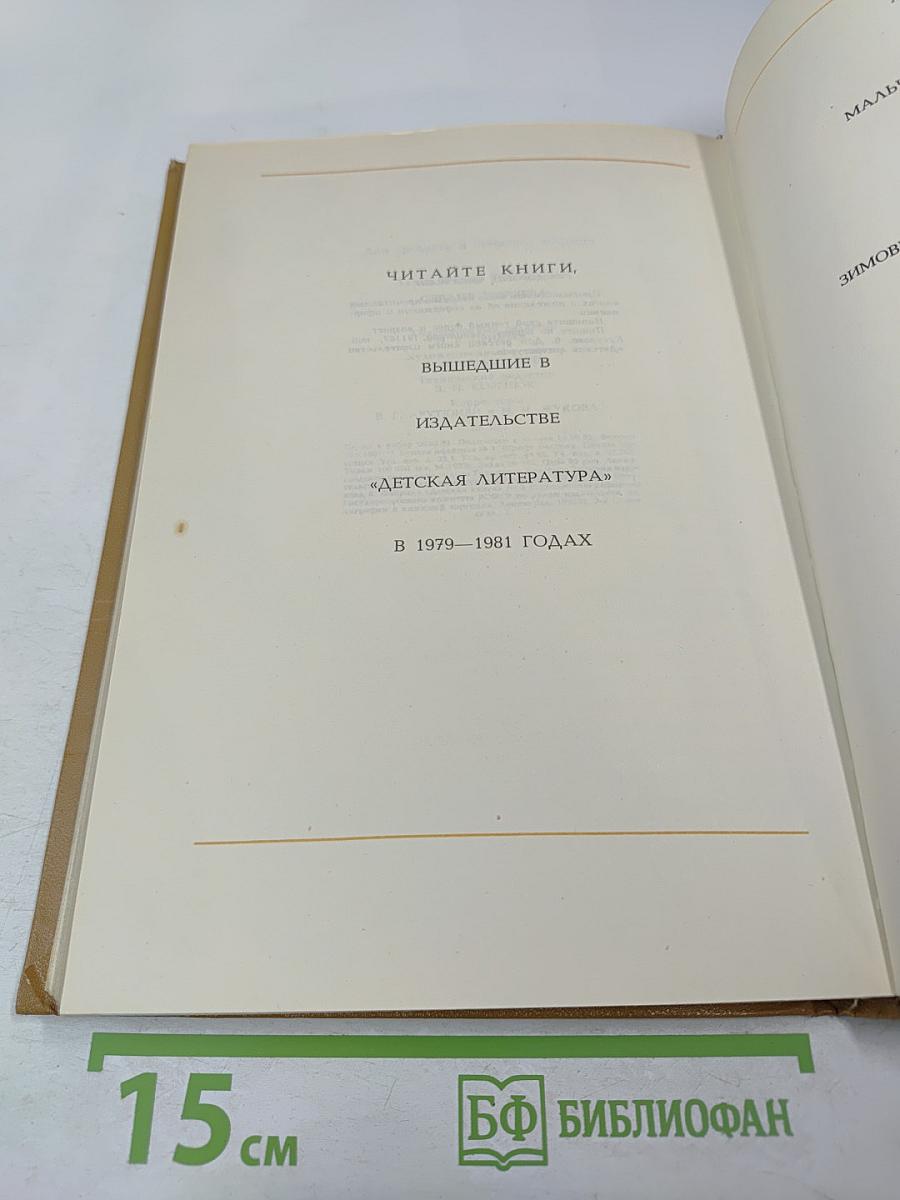 ЧИТАЙТЕ КНИГИ,
ВЫШЕДШИЕ В
ИЗДАТЕЛЬСТВЕ
«ДЕТСКАЯ ЛИТЕРАТУРА»
В 1979—1981 ГОДАХ
15 см
БФ БИБЛИОФАН